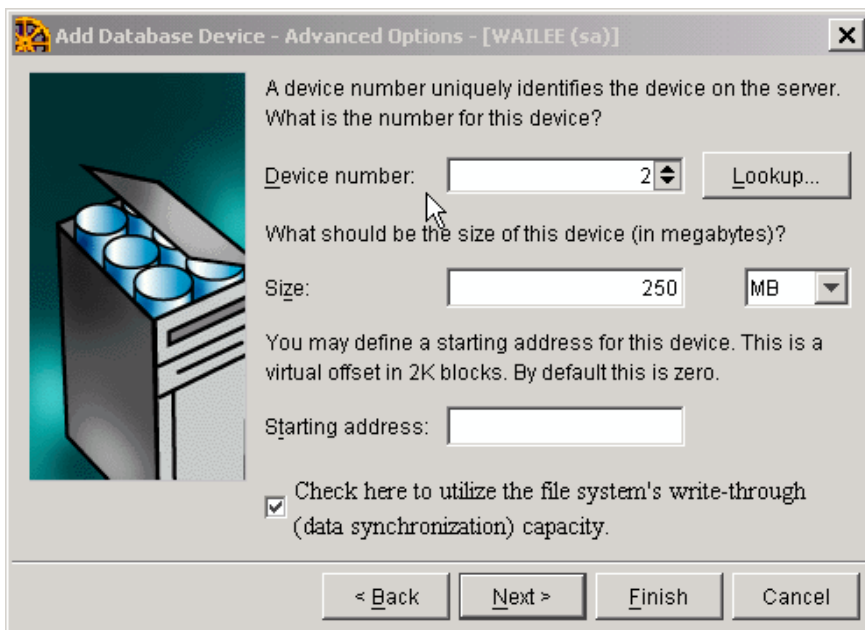 Add Database Device - Advanced Options - [WAILEE (sa)]
A device number uniquely identifies the device on the server.
What is the number for this device?
Device number:
2
Lookup...
What should be the size of this device (in megabytes)?
Size:
250
MB
You may define a starting address for this device. This is a
virtual offset in 2K blocks. By default this is zero.
Starting address:
Check here to utilize the file system's write-through
(data synchronization) capacity.
< Back
Next >
Finish
Cancel